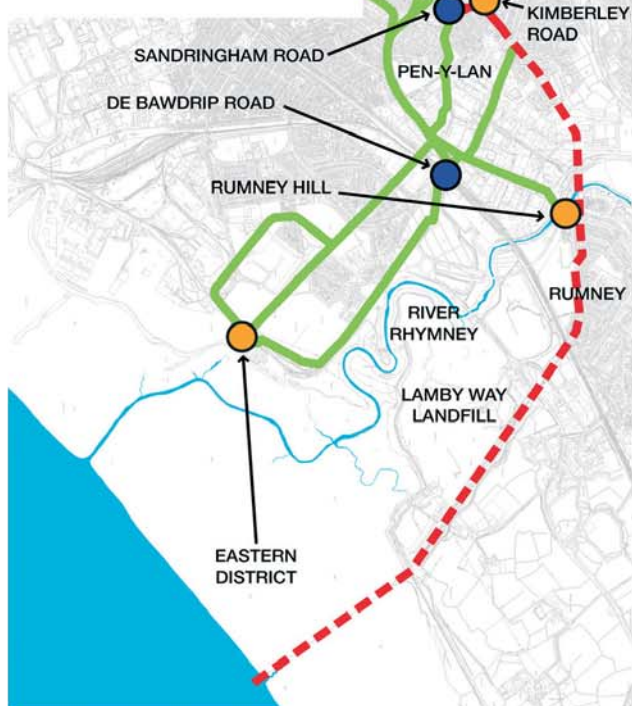 KIMBERLEY
ROAD
SANDRINGHAM ROAD
PEN-Y-LAN
DE BAWDRIP ROAD
RUMNEY HILL
RUMNEY
RIVER
RHYMNEY
LAMBY WAY
LANDFILL
EASTERN
DISTRICT